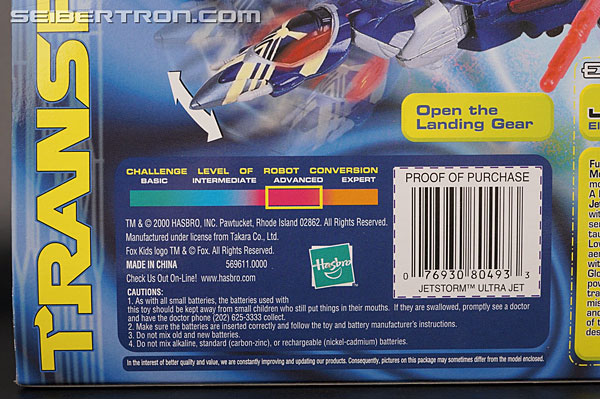 SEIBERTRON.COM
TRANSF
Open the
Landing Gear
CHALLENGE LEVEL OF ROBOT CONVERSION
BASIC INTERMEDIATE ADVANCED EXPERT
TM & © 2000 HASBRO, INC. Pawtucket, Rhode Island 02862. All Rights Reserved.
Manufactured under license from Takara Co., Ltd.
Fox Kids logo TM & © Fox. All Rights Reserved.
MADE IN CHINA 569611.0000
Check Us Out On-Line! www.hasbro.com
Hasbro
CAUTIONS:
1. As with all small batteries, the batteries used with
this toy should be kept away from small children who still put things in their mouths. If they are swallowed, promptly see a doctor
and have the doctor phone (202) 625-3333 collect.
2. Make sure the batteries are inserted correctly and follow the toy and battery manufacturer's instructions.
3. Do not mix old and new batteries.
4. Do not mix alkaline, standard (carbon-zinc), or rechargeable (nickel-cadmium) batteries.
In the interest of better quality and value, we are constantly improving and updating our products. Consequently, pictures on this package may sometimes differ from the model enclosed.
PROOF OF PURCHASE
0 76930 80493 3
JETSTORM™ ULTRA JET